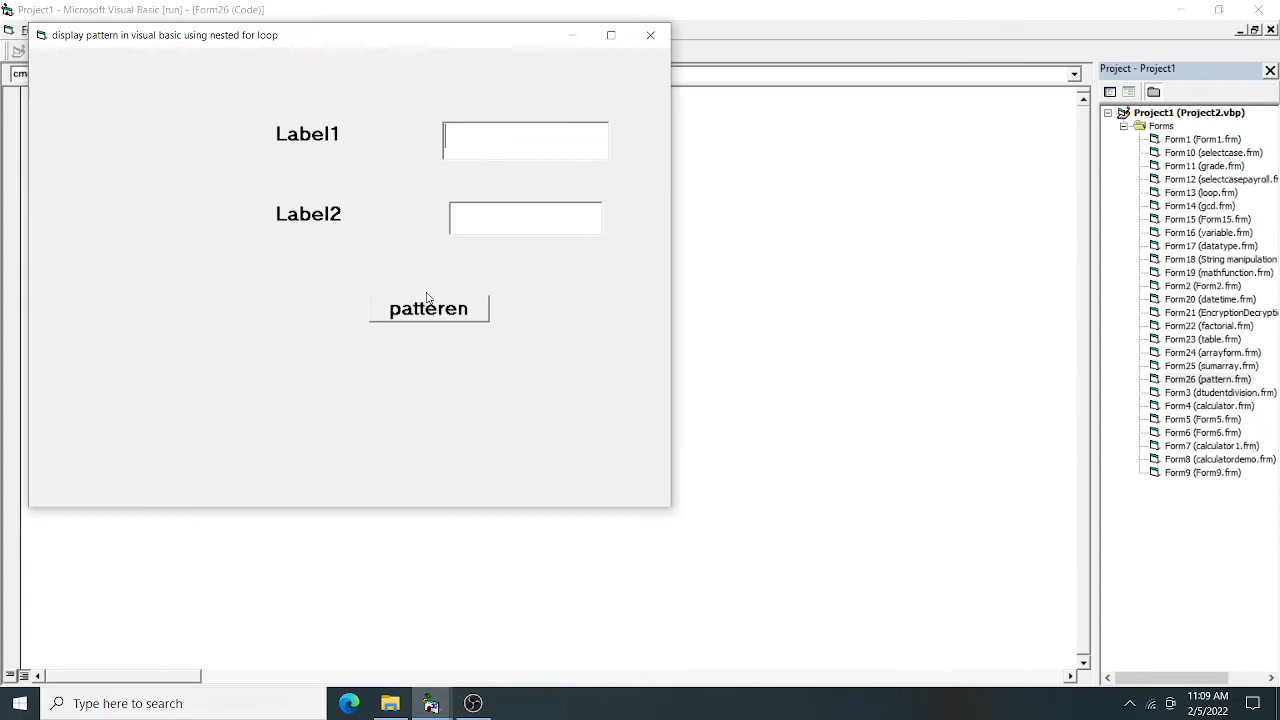 Project1 - Microsoft Visual Basic [run] - [Form26 (Code)]
display pattern in visual basic using nested for loop
Label1
Label2
patteren
Project - Project1
Project1 (Project2.vbp)
Forms
Form1 (Form1.frm)
Form10 (selectcase.frm)
Form11 (grade.frm)
Form12 (selectcasepayroll.fr
Form13 (loop.frm)
Form14 (gcd.frm)
Form15 (Form15.frm)
Form16 (variable.frm)
Form17 (datatype.frm)
Form18 (String manipulation
Form19 (mathfunction.frm)
Form2 (Form2.frm)
Form20 (datetime.frm)
Form21 (EncryptionDecrypti
Form22 (factorial.frm)
Form23 (table.frm)
Form24 (arrayform.frm)
Form25 (sumarray.frm)
Form26 (pattern.frm)
Form3 (dtudentdivision.frm)
Form4 (calculator.frm)
Form5 (Form5.frm)
Form6 (Form6.frm)
Form7 (calculator1.frm)
Form8 (calculatordemo.frm)
Form9 (Form9.frm)
Type here to search
11:09 AM
2/5/2022